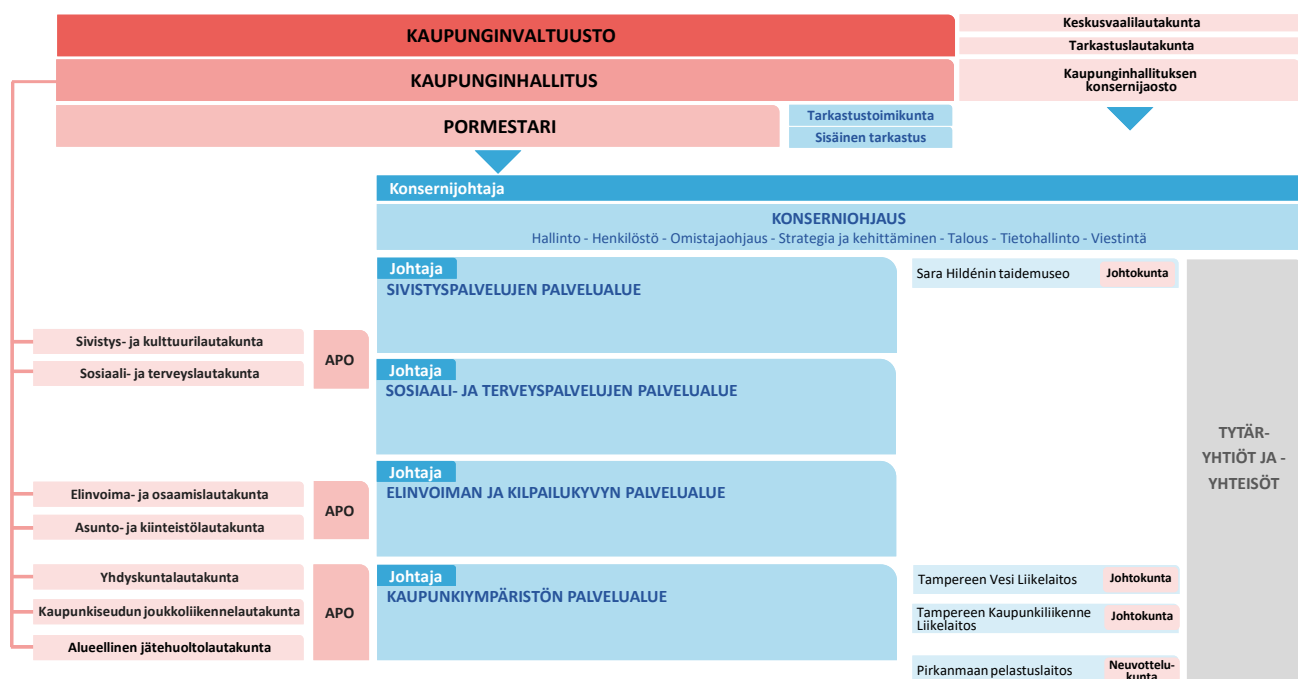 KAUPUNGINVALTUUSTO
Keskusvaalilautakunta
Tarkastuslautakunta
KAUPUNGINHALLITUS
Kaupunginhallituksen
konsernijaosto
PORMESTARI
Tarkastustoimikunta
Sisäinen tarkastus
Konsernijohtaja
KONSERNIOHJAUS
Hallinto - Henkilöstö - Omistajaohjaus - Strategia ja kehittäminen - Talous - Tietohallinto - Viestintä
Johtaja
SIVISTYSPALVELUJEN PALVELUALUE
Sara Hildénin taidemuseo
Johtokunta
Sivistys- ja kulttuurilautakunta
Sosiaali- ja terveyslautakunta
APO
Johtaja
SOSIAALI- JA TERVEYSPALVELUJEN PALVELUALUE
TYTÄR-
YHTIÖT JA -
YHTEISÖT
Elinvoima- ja osaamislautakunta
Asunto- ja kiinteistölautakunta
APO
Johtaja
ELINVOIMAN JA KILPAILUKYVYN PALVELUALUE
Yhdyskuntalautakunta
Kaupunkiseudun joukkoliikennelautakunta
Alueellinen jätehuoltolautakunta
APO
Johtaja
KAUPUNKIYMPÄRISTÖN PALVELUALUE
Tampereen Vesi Liikelaitos
Johtokunta
Tampereen Kaupunkiliikenne
Liikelaitos
Johtokunta
Pirkanmaan pelastuslaitos
Neuvottelu-
kunta